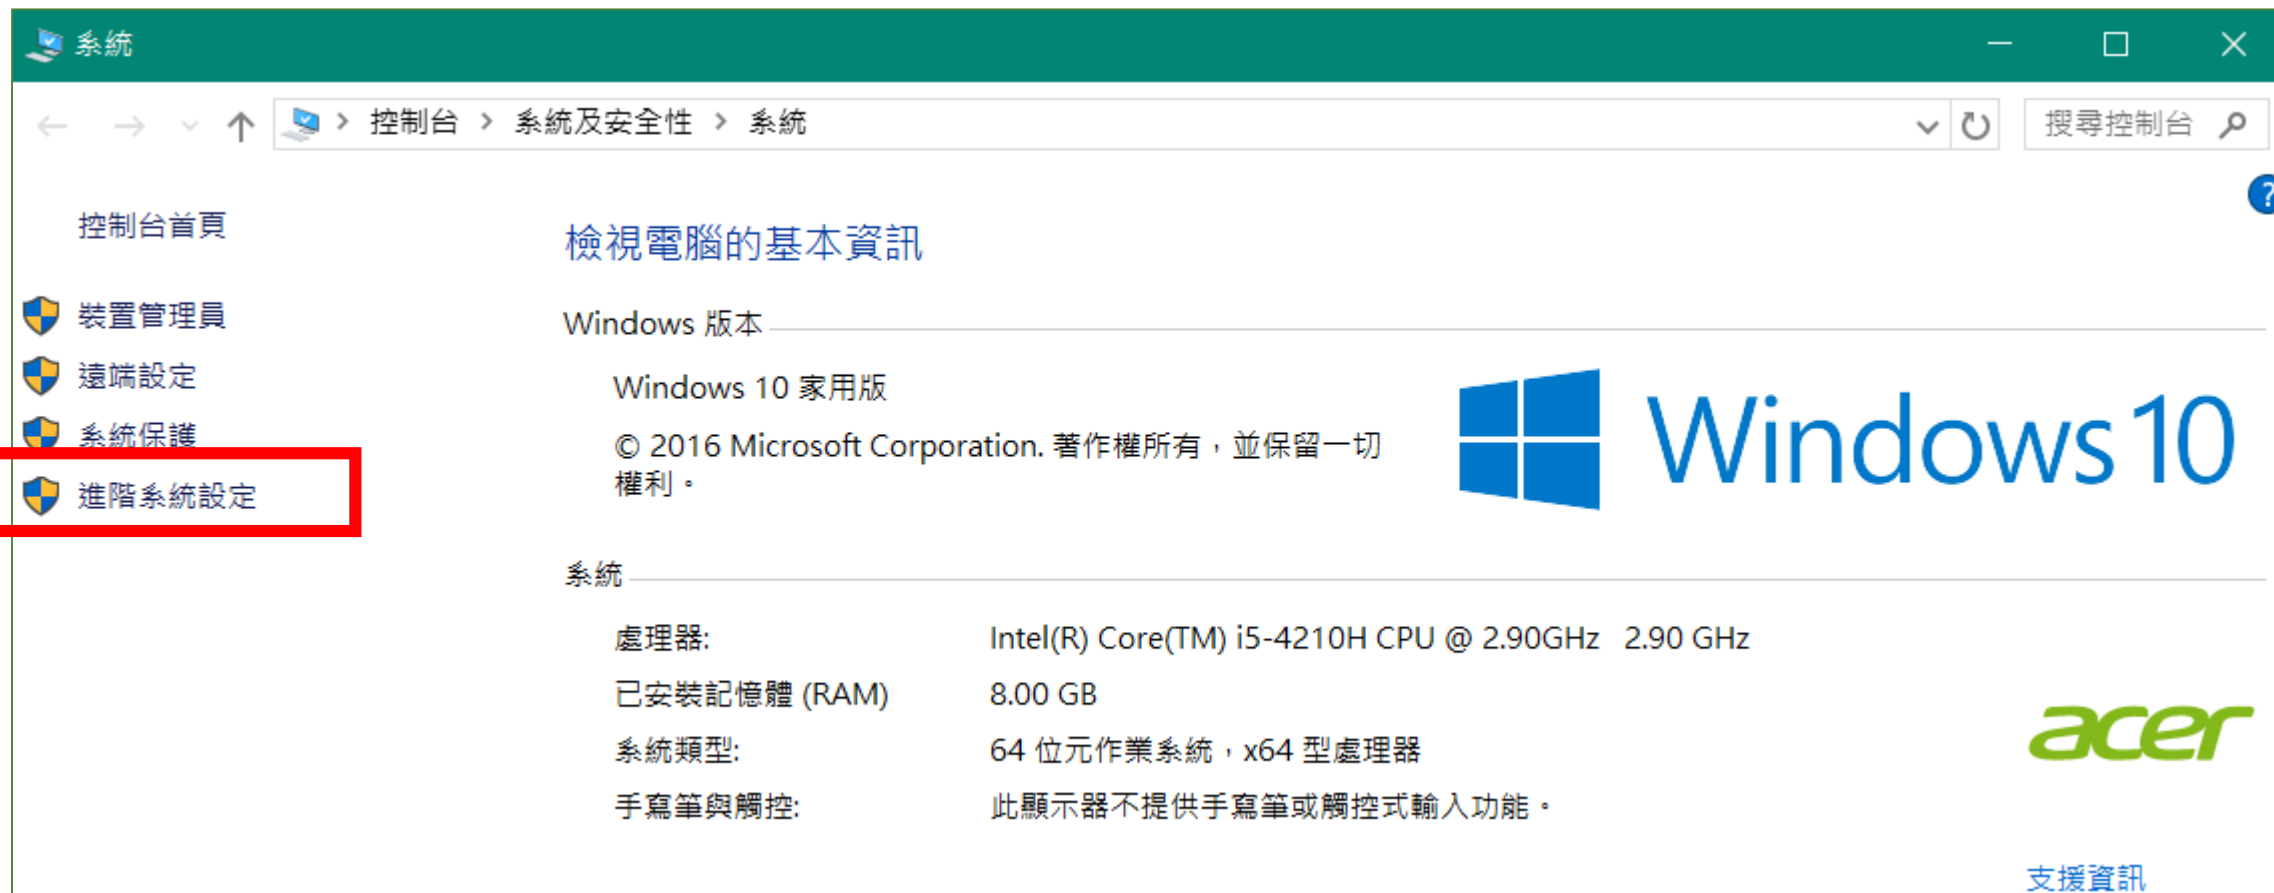 系統
控制台 > 系統及安全性 > 系統
搜尋控制台
控制台首頁
裝置管理員
遠端設定
系統保護
進階系統設定
檢視電腦的基本資訊
Windows 版本
Windows 10 家用版
© 2016 Microsoft Corporation. 著作權所有，並保留一切
權利。
Windows 10
系統
處理器: Intel(R) Core(TM) i5-4210H CPU @ 2.90GHz 2.90 GHz
已安裝記憶體 (RAM) 8.00 GB
系統類型: 64 位元作業系統，x64 型處理器
手寫筆與觸控: 此顯示器不提供手寫筆或觸控式輸入功能。
acer
支援資訊